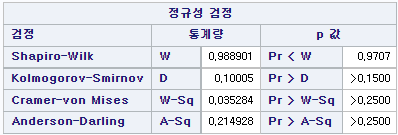 정규성 검정
검정 통계량 p 값
Shapiro-Wilk W 0,988901 Pr < W 0,9707
Kolmogorov-Smirnov D 0,10005 Pr > D >0,1500
Cramer-von Mises W-Sq 0,035284 Pr > W-Sq >0,2500
Anderson-Darling A-Sq 0,214928 Pr > A-Sq >0,2500